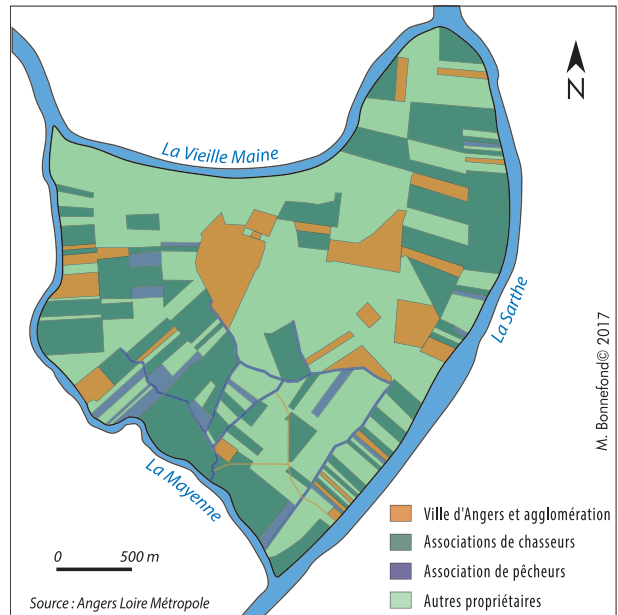 N
La Vieille Maine
La Sarthe
M. Bonnefond© 2017
La Mayenne
Ville d'Angers et agglomération
Associations de chasseurs
Association de pêcheurs
Autres propriétaires
0 500 m
Source : Angers Loire Métropole